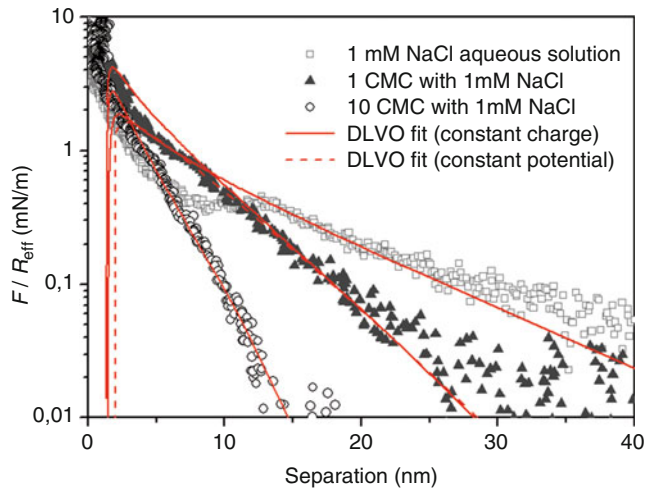 10
1 mM NaCl aqueous solution
1 CMC with 1mM NaCl
10 CMC with 1mM NaCl
DLVO fit (constant charge)
DLVO fit (constant potential)
1
F / Reff (mN/m)
0,1
0,01
0 10 20 30 40
Separation (nm)